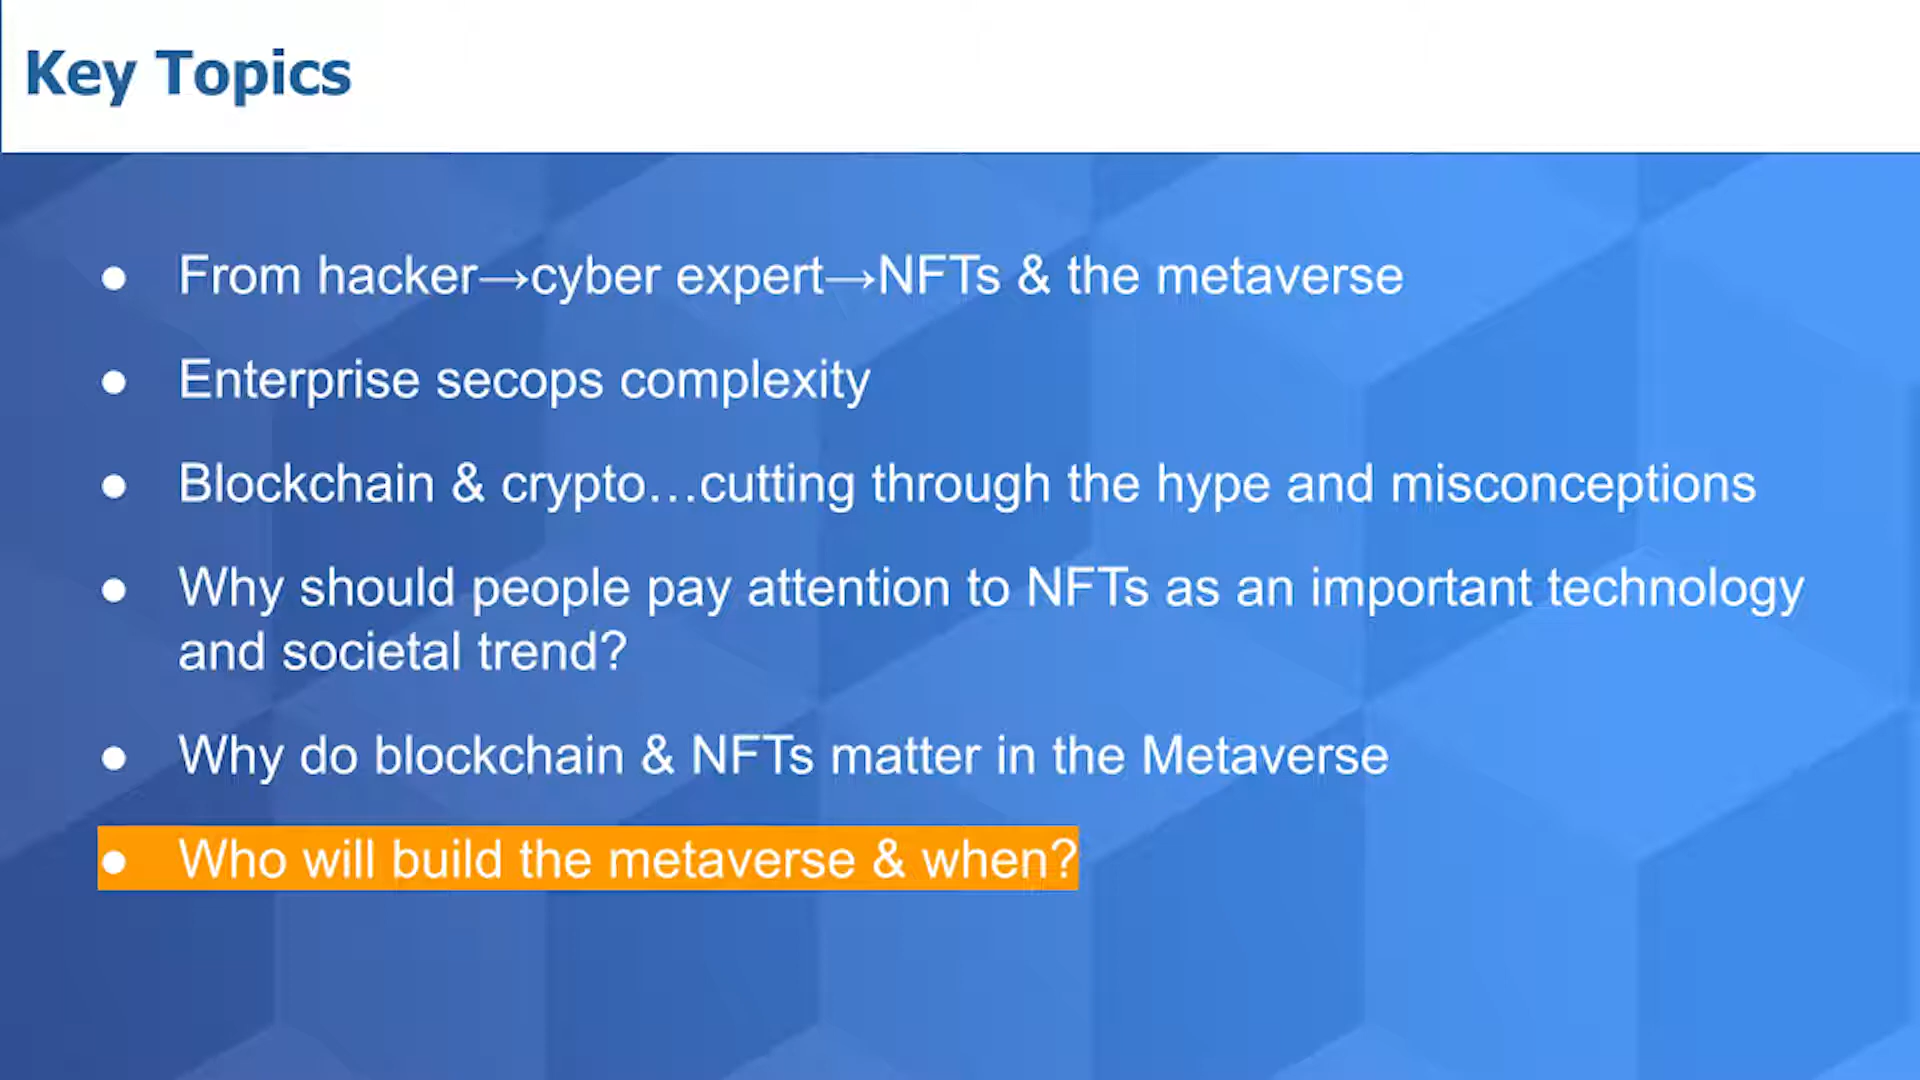 Key Topics
● From hacker→cyber expert→NFTs & the metaverse
● Enterprise secops complexity
● Blockchain & crypto…cutting through the hype and misconceptions
● Why should people pay attention to NFTs as an important technology
and societal trend?
● Why do blockchain & NFTs matter in the Metaverse
● Who will build the metaverse & when?